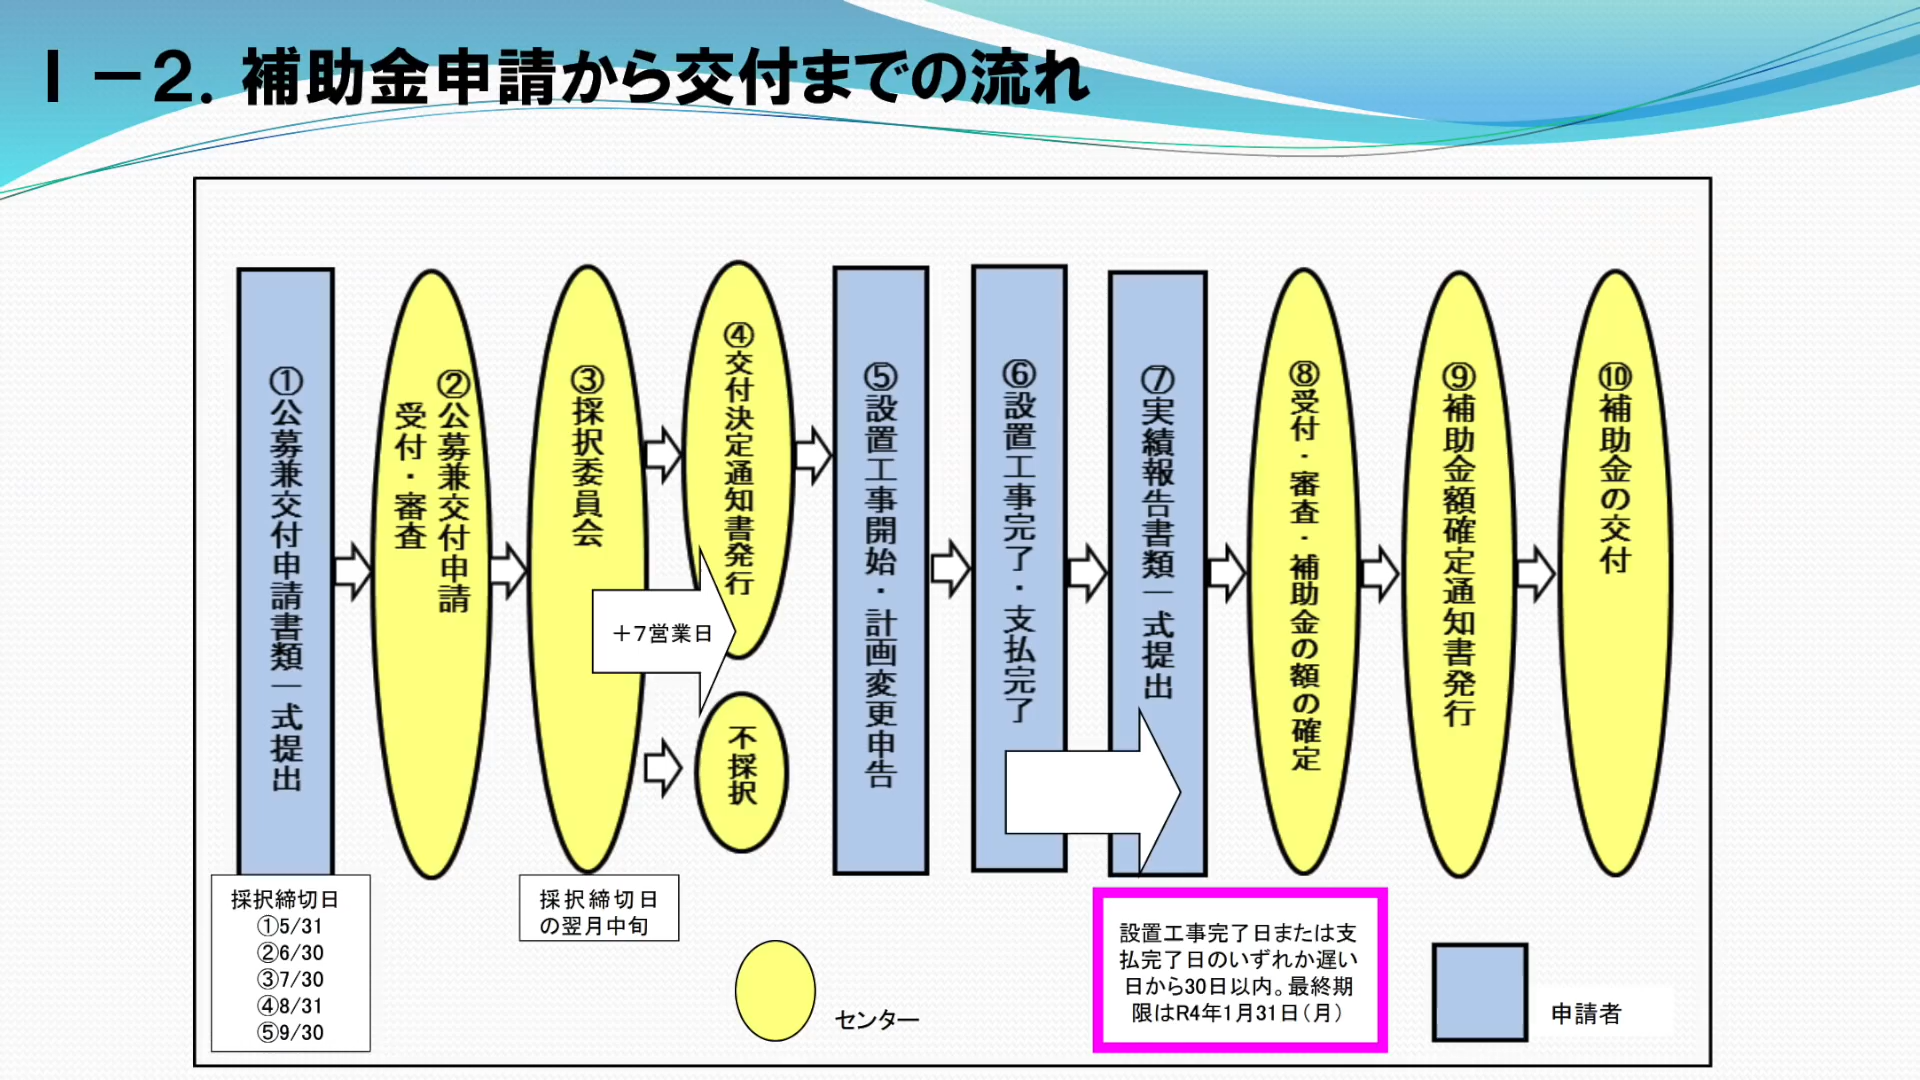 Ⅰ－2．補助金申請から交付までの流れ
①公募兼交付申請書類一式提出
②公募兼交付申請
受付・審査
③採択委員会
④交付決定通知書発行
＋7営業日
不採択
⑤設置工事開始・計画変更申告
⑥設置工事完了・支払完了
⑦実績報告書類一式提出
⑧受付・審査・補助金の額の確定
⑨補助金額確定通知書発行
⑩補助金の交付
採択締切日
①5/31
②6/30
③7/30
④8/31
⑤9/30
採択締切日
の翌月中旬
センター
設置工事完了日または支
払完了日のいずれか遅い
日から30日以内。最終期
限はR4年1月31日（月）
申請者